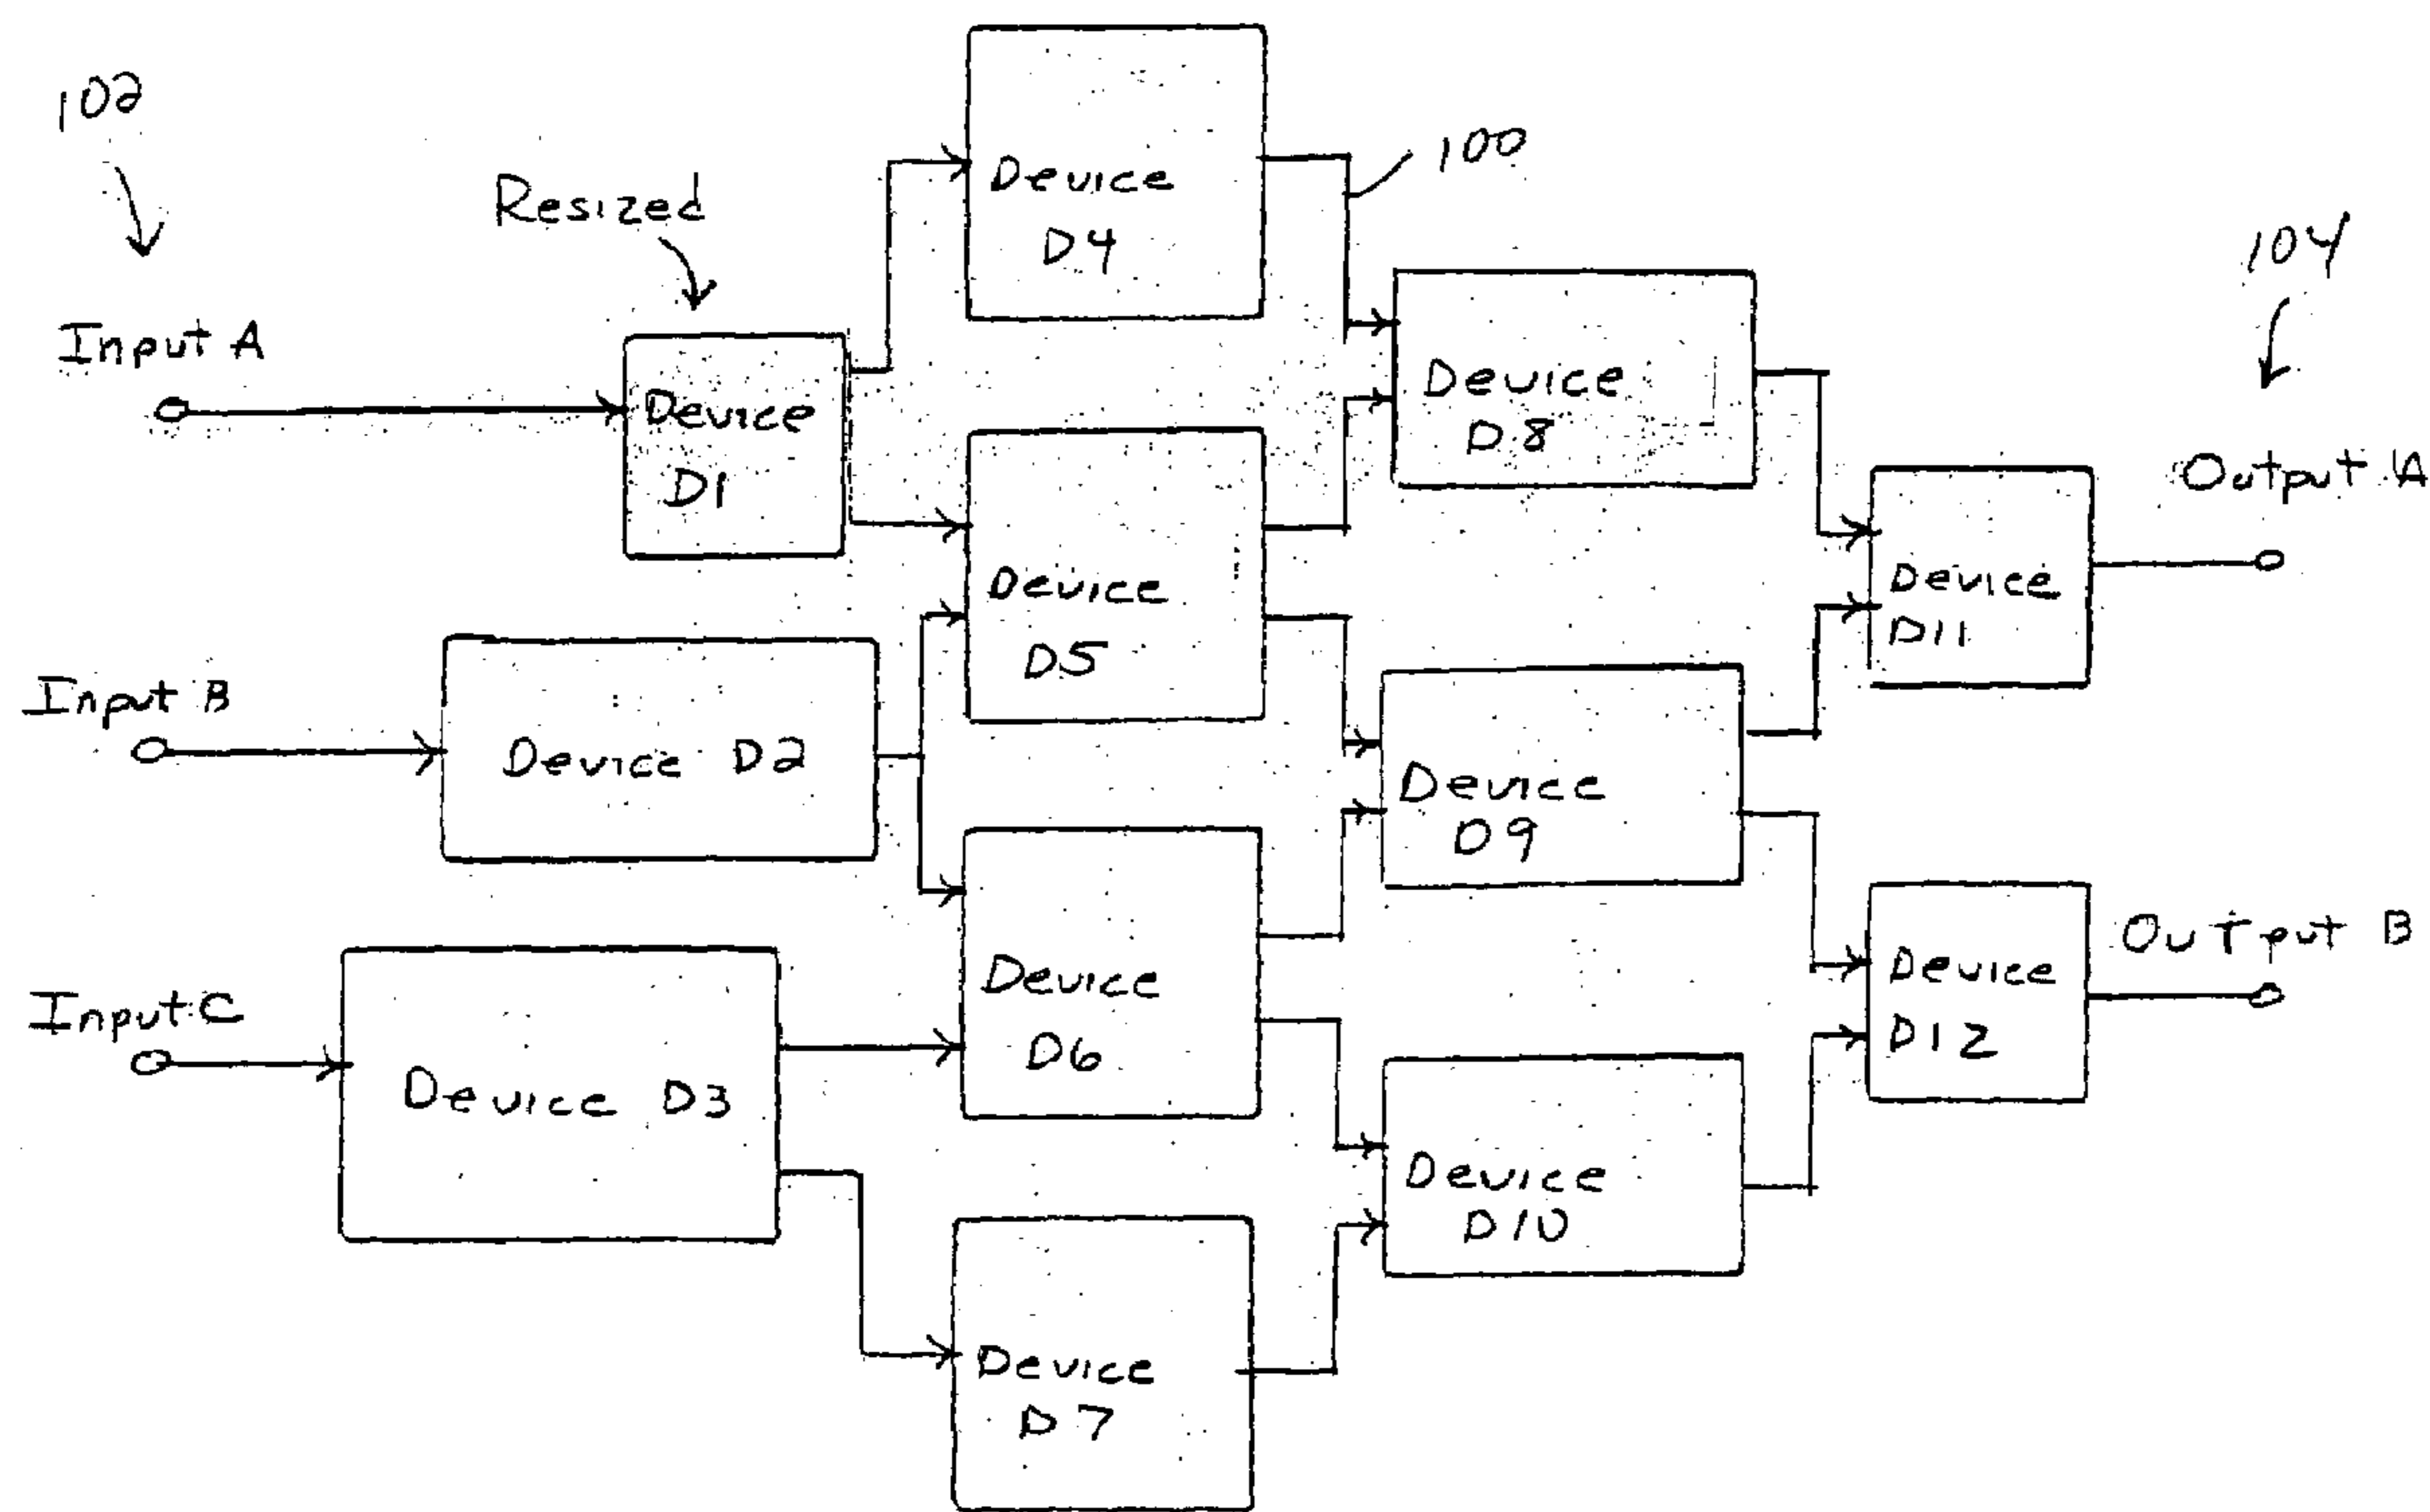 102
Resized
Input A
Device
D1
Device
D4
100
Device
D8
104
Output A
Device
D11
Device
D5
Input B
Device D2
Device
D9
Device
D6
Input C
Device D3
Device
D12
Output B
Device
D10
Device
D7